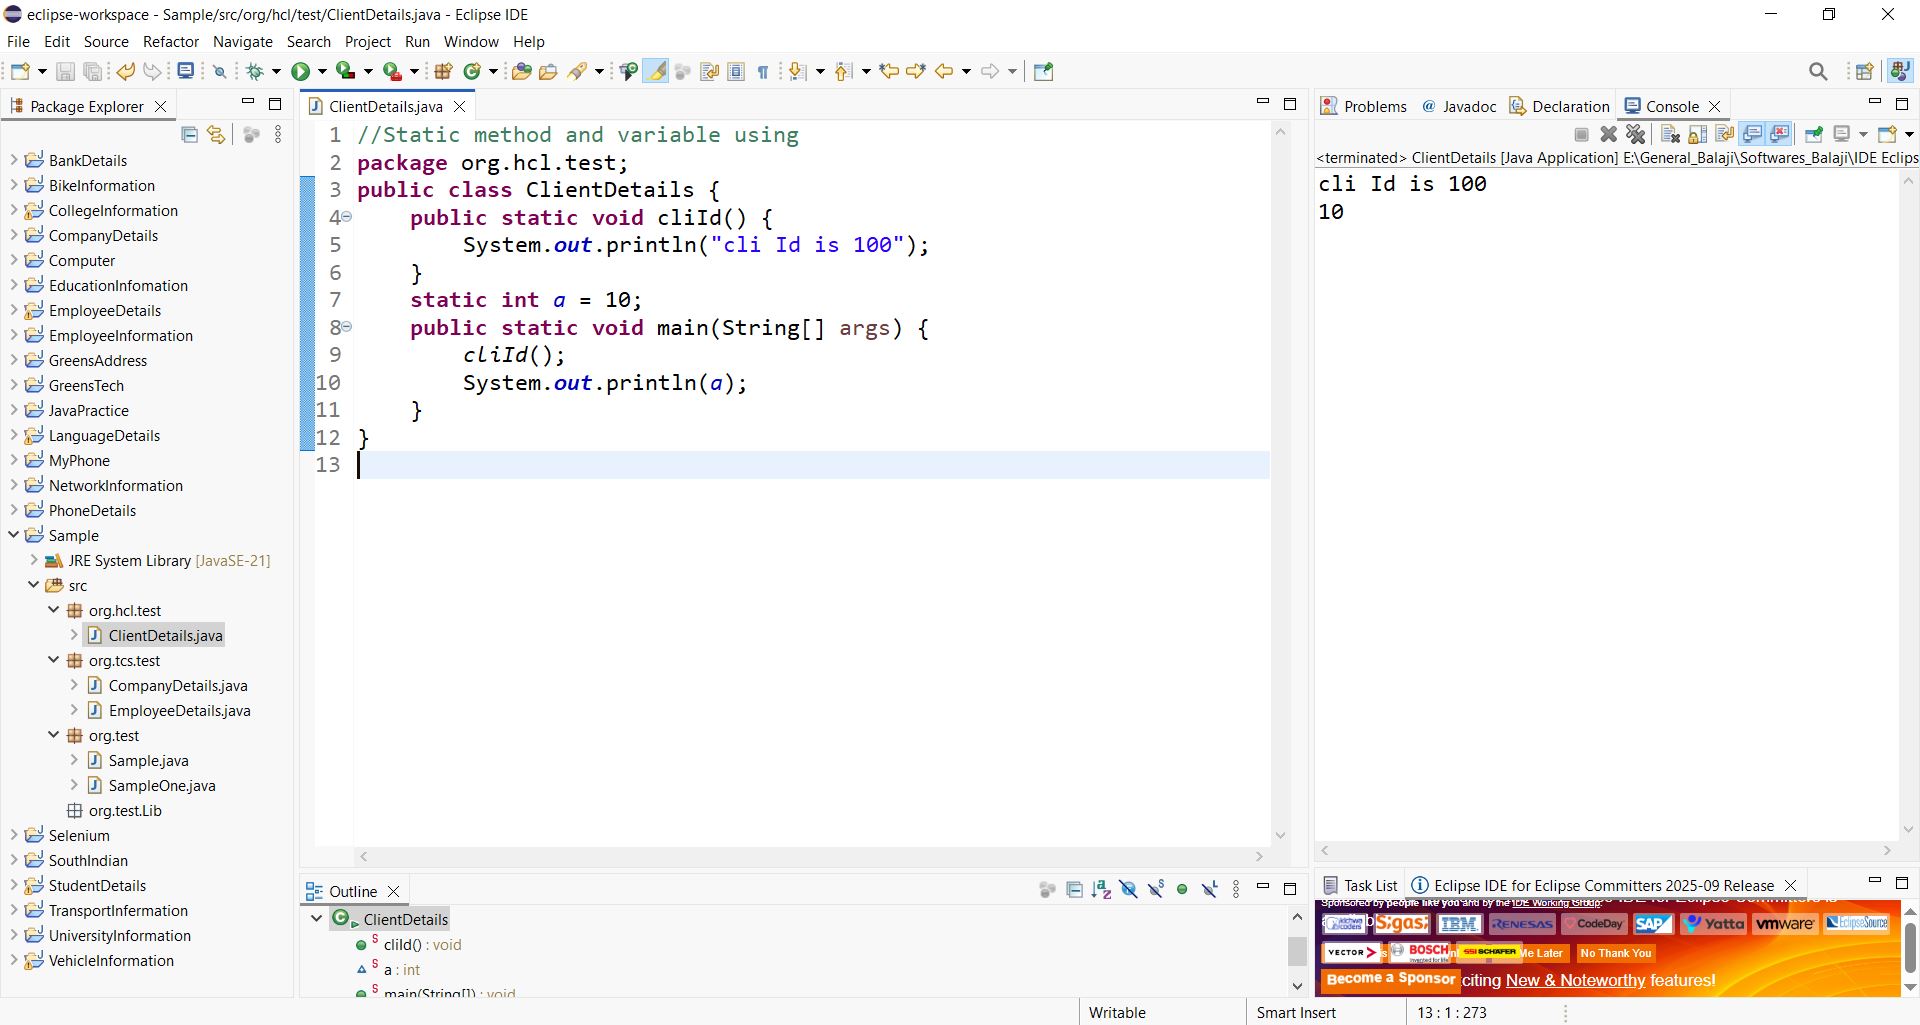 eclipse-workspace - Sample/src/org/hcl/test/ClientDetails.java - Eclipse IDE
File Edit Source Refactor Navigate Search Project Run Window Help
Package Explorer
BankDetails
BikeInformation
CollegeInformation
CompanyDetails
Computer
EducationInfomation
EmployeeDetails
EmployeeInformation
GreensAddress
GreensTech
JavaPractice
LanguageDetails
MyPhone
NetworkInformation
PhoneDetails
Sample
JRE System Library [JavaSE-21]
src
org.hcl.test
ClientDetails.java
org.tcs.test
CompanyDetails.java
EmployeeDetails.java
org.test
Sample.java
SampleOne.java
org.test.Lib
Selenium
SouthIndian
StudentDetails
TransportInfermation
UniversityInformation
VehicleInformation
ClientDetails.java
1 //Static method and variable using
2 package org.hcl.test;
3 public class ClientDetails {
4 public static void cliId() {
5 System.out.println("cli Id is 100");
6 }
7 static int a = 10;
8 public static void main(String[] args) {
9 cliId();
10 System.out.println(a);
11 }
12 }
13
Outline
ClientDetails
cliId() : void
a : int
main(String[]) : void
Problems @ Javadoc Declaration Console
<terminated> ClientDetails [Java Application] E:\General_Balaji\Softwares_Balaji\IDE Eclips
cli Id is 100
10
Task List Eclipse IDE for Eclipse Committers 2025-09 Release
Sponsored by people like you and by the IDE Working Group.
itemis
IBM RENESAS CodeDay SAP Yatta vmware EclipseSource
VECTOR BOSCH SSI SCHAEFER Me Later No Thank You
Become a Sponsor citing New & Noteworthy features!
Writable Smart Insert 13 : 1 : 273